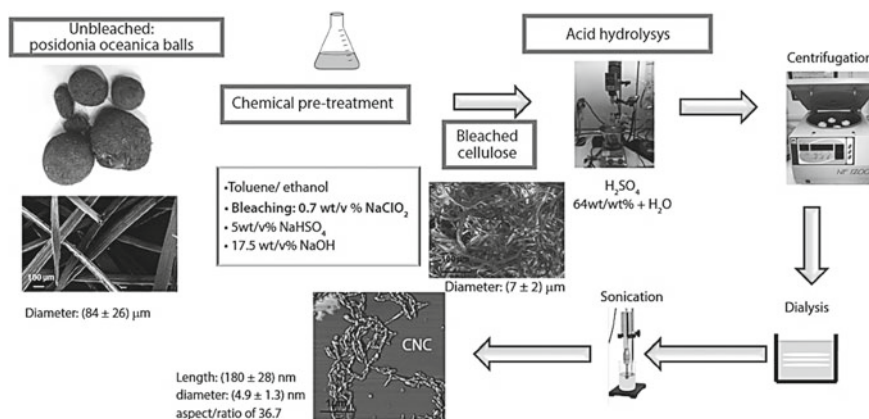 Unbleached:
posidonia oceanica balls
Chemical pre-treatment
Acid hydrolysys
Centrifugation
Bleached
cellulose
•Toluene/ ethanol
•Bleaching: 0.7 wt/v % NaClO₂
•5wt/v% NaHSO₄
•17.5 wt/v% NaOH
H₂SO₄
64wt/wt% + H₂O
100 μm
Diameter: (84 ± 26) μm
Diameter: (7 ± 2) μm
Sonication
Dialysis
CNC
Length: (180 ± 28) nm
diameter: (4.9 ± 1.3) nm
aspect/ratio of 36.7